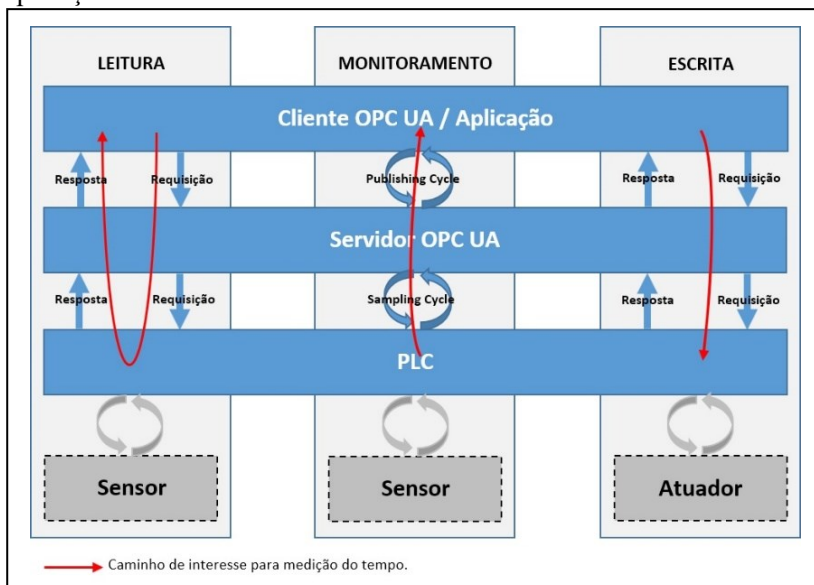 LEITURA
MONITORAMENTO
ESCRITA
Cliente OPC UA / Aplicação
Resposta
Requisição
Publishing Cycle
Resposta
Requisição
Servidor OPC UA
Resposta
Requisição
Sampling Cycle
Resposta
Requisição
PLC
Sensor
Sensor
Atuador
Caminho de interesse para medição do tempo.